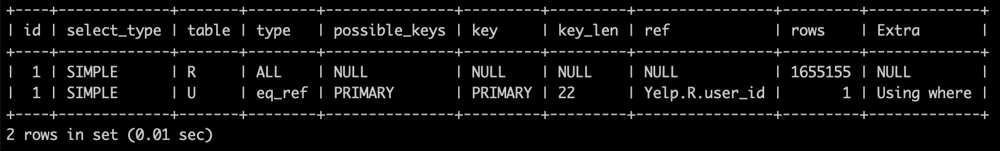 +----+-------------+-------+--------+---------------+---------+---------+----------------+---------+-------------+
| id | select_type | table | type   | possible_keys | key     | key_len | ref            | rows    | Extra       |
+----+-------------+-------+--------+---------------+---------+---------+----------------+---------+-------------+
|  1 | SIMPLE      | R     | ALL    | NULL          | NULL    | NULL    | NULL           | 1655155 | NULL        |
|  1 | SIMPLE      | U     | eq_ref | PRIMARY       | PRIMARY | 22      | Yelp.R.user_id |       1 | Using where |
+----+-------------+-------+--------+---------------+---------+---------+----------------+---------+-------------+
2 rows in set (0.01 sec)